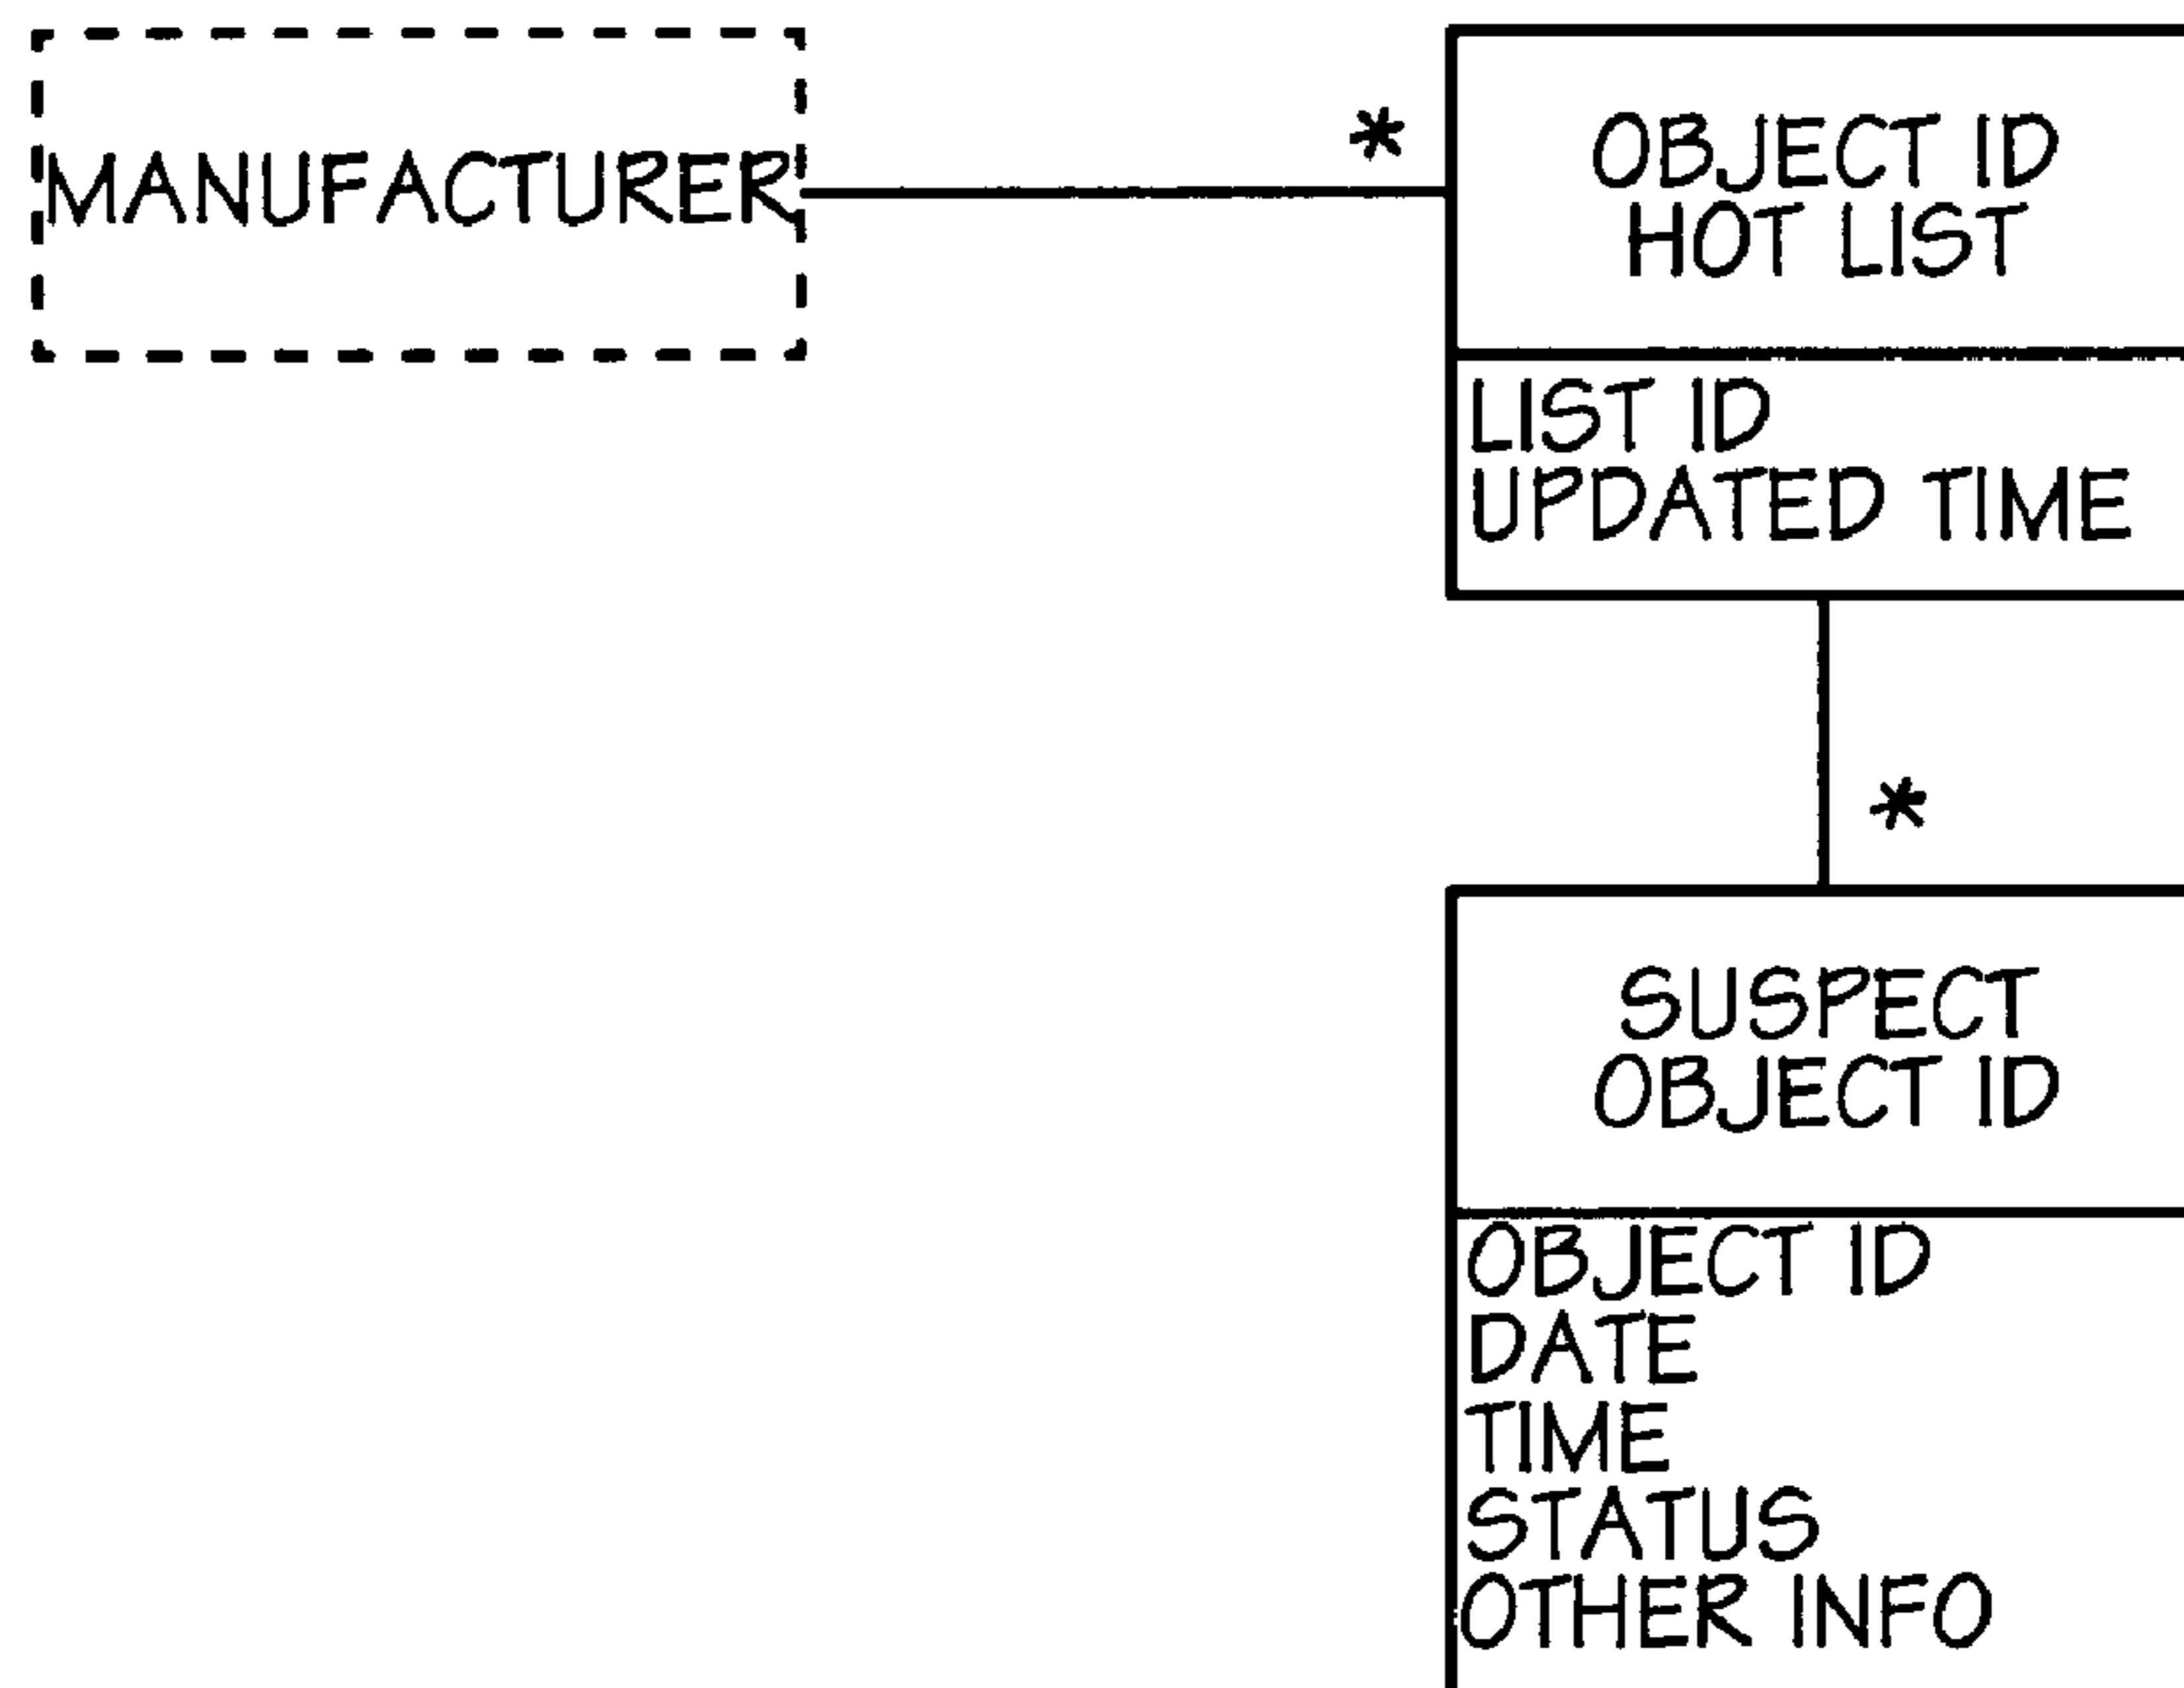 MANUFACTURER
*
OBJECT ID
HOT LIST
LIST ID
UPDATED TIME
*
SUSPECT
OBJECT ID
OBJECT ID
DATE
TIME
STATUS
OTHER INFO